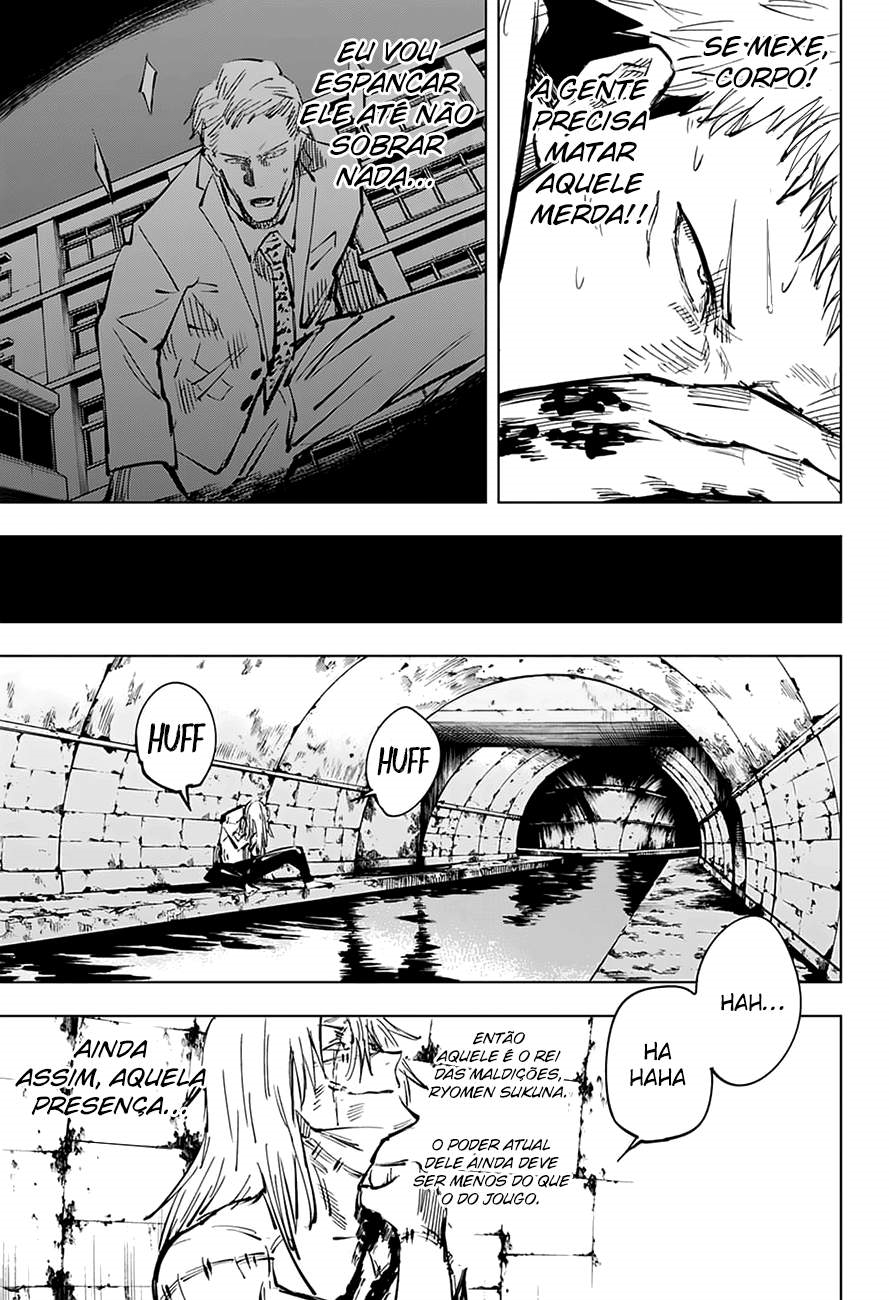 SE MEXE,
CORPO!
A GENTE
PRECISA
MATAR
AQUELE
MERDA!!
EU VOU
ESPANCAR
ELE ATÉ NÃO
SOBRAR
NADA...
HUFF
HUFF
HAH...
HA
HAHA
ENTÃO
AQUELE É O REI
DAS MALDIÇÕES,
RYOMEN SUKUNA.
O PODER ATUAL
DELE AINDA DEVE
SER MENOS DO QUE
O DO JOUGO.
AINDA
ASSIM, AQUELA
PRESENÇA...